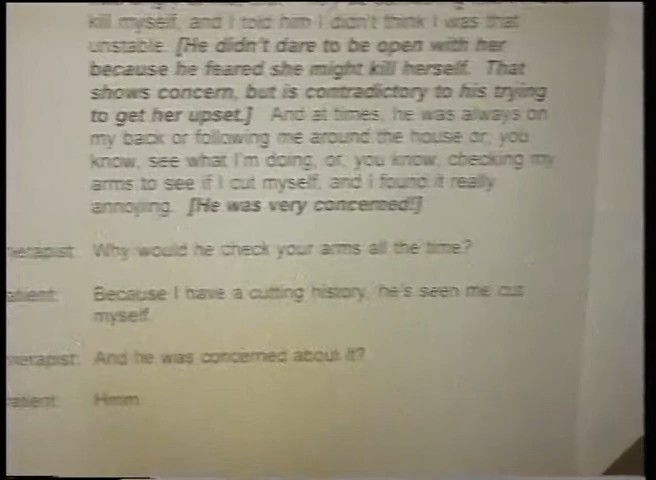 kill myself, and I told him I didn't think I was that
unstable. [He didn't dare to be open with her
because he feared she might kill herself. That
shows concern, but is contradictory to his trying
to get her upset.] And at times, he was always on
my back or following me around the house or, you
know, see what I'm doing, or, you know, checking my
arms to see if I cut myself, and I found it really
annoying. [He was very concerned!]
herapist: Why would he check your arms all the time?
atient: Because I have a cutting history, he's seen me cut
myself.
herapist: And he was concerned about it?
atient: Hmm.